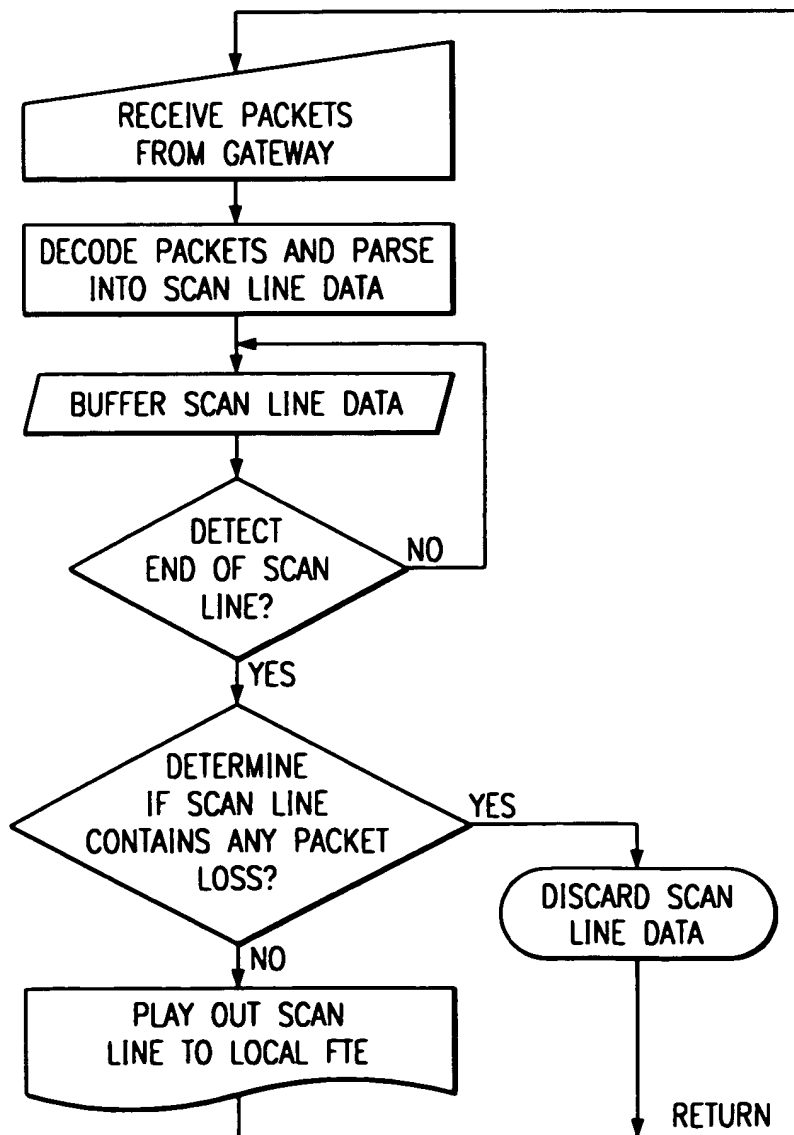 RECEIVE PACKETS
FROM GATEWAY
DECODE PACKETS AND PARSE
INTO SCAN LINE DATA
BUFFER SCAN LINE DATA
DETECT
END OF SCAN
LINE?
NO
YES
DETERMINE
IF SCAN LINE
CONTAINS ANY PACKET
LOSS?
YES
DISCARD SCAN
LINE DATA
NO
PLAY OUT SCAN
LINE TO LOCAL FTE
RETURN